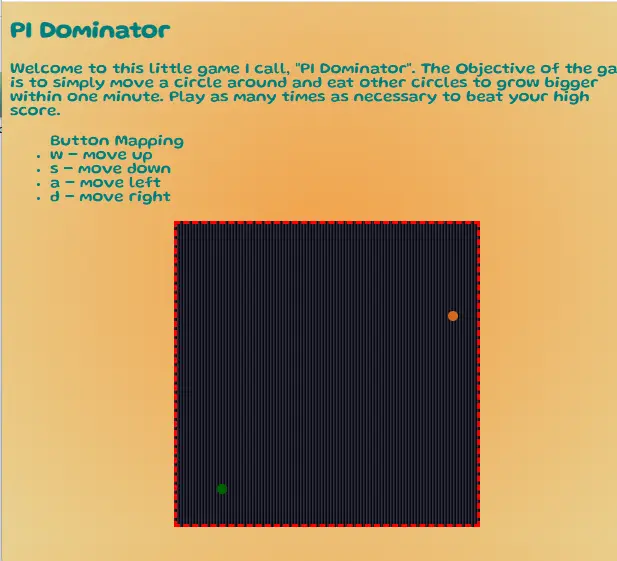 PI Dominator
Welcome to this little game I call, "PI Dominator". The Objective of the
is to simply move a circle around and eat other circles to grow bigger
within one minute. Play as many times as necessary to beat your high
score.
Button Mapping
• w - move up
• s - move down
• a - move left
• d - move right